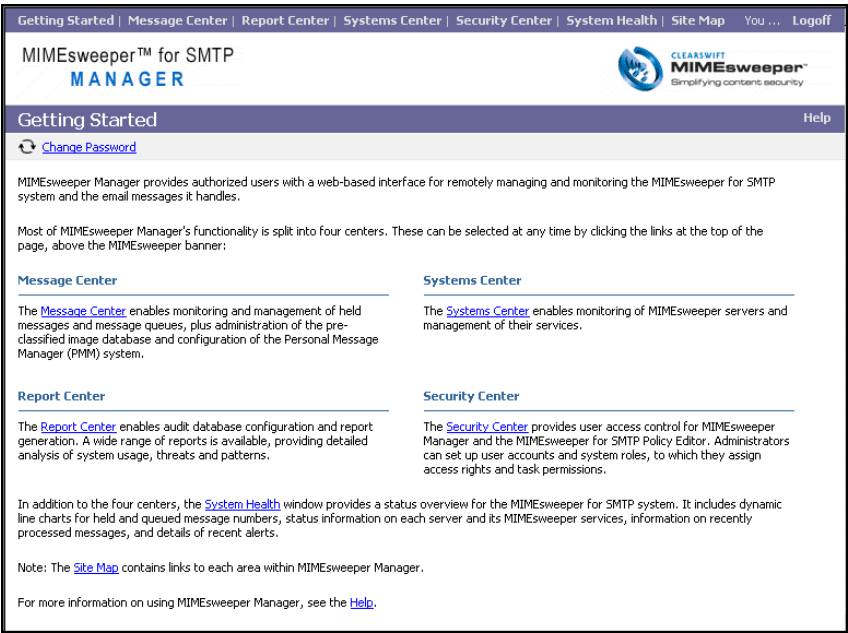 Getting Started | Message Center | Report Center | Systems Center | Security Center | System Health | Site Map You ... Logoff
MIMEsweeper™ for SMTP
MANAGER
CLEARSWIFT
MIMEsweeper™
Simplifying content security
Getting Started
Help
Change Password
MIMEsweeper Manager provides authorized users with a web-based interface for remotely managing and monitoring the MIMEsweeper for SMTP
system and the email messages it handles.
Most of MIMEsweeper Manager's functionality is split into four centers. These can be selected at any time by clicking the links at the top of the
page, above the MIMEsweeper banner:
Message Center
The Message Center enables monitoring and management of held
messages and message queues, plus administration of the pre-
classified image database and configuration of the Personal Message
Manager (PMM) system.
Systems Center
The Systems Center enables monitoring of MIMEsweeper servers and
management of their services.
Report Center
The Report Center enables audit database configuration and report
generation. A wide range of reports is available, providing detailed
analysis of system usage, threats and patterns.
Security Center
The Security Center provides user access control for MIMEsweeper
Manager and the MIMEsweeper for SMTP Policy Editor. Administrators
can set up user accounts and system roles, to which they assign
access rights and task permissions.
In addition to the four centers, the System Health window provides a status overview for the MIMEsweeper for SMTP system. It includes dynamic
line charts for held and queued message numbers, status information on each server and its MIMEsweeper services, information on recently
processed messages, and details of recent alerts.
Note: The Site Map contains links to each area within MIMEsweeper Manager.
For more information on using MIMEsweeper Manager, see the Help.